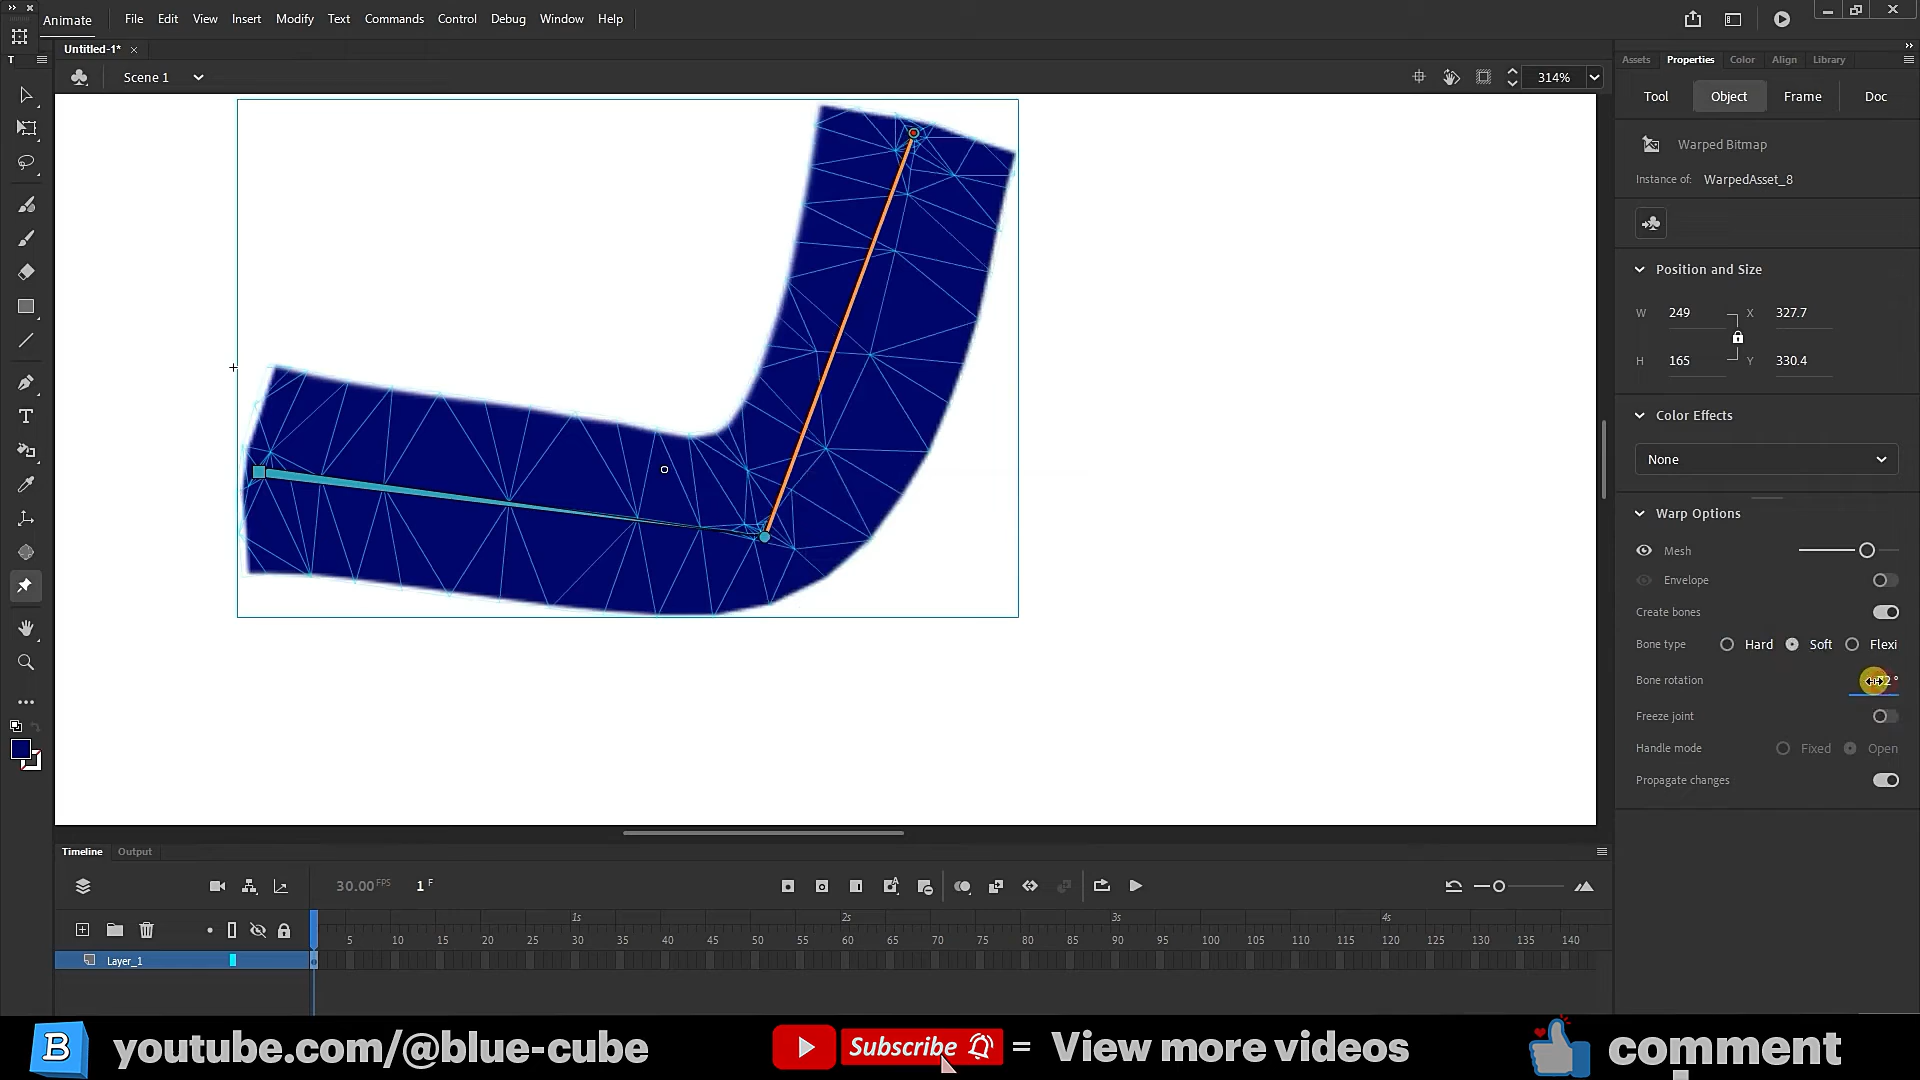 Animate File Edit View Insert Modify Text Commands Control Debug Window Help
Untitled-1*
Scene 1
314%
Assets Properties Color Align Library
Tool Object Frame Doc
Warped Bitmap
Instance of: WarpedAsset_8
Position and Size
W 249 X 327.7
H 165 Y 330.4
Color Effects
None
Warp Options
Mesh
Envelope
Create bones
Bone type Hard Soft Flexi
Bone rotation
Freeze joint
Handle mode Fixed Open
Propagate changes
Timeline Output
30.00 FPS 1 F
1s 2s 3s 4s
5 10 15 20 25 30 35 40 45 50 55 60 65 70 75 80 85 90 95 100 105 110 115 120 125 130 135 140
Layer_1
B youtube.com/@blue-cube Subscribe = View more videos comment